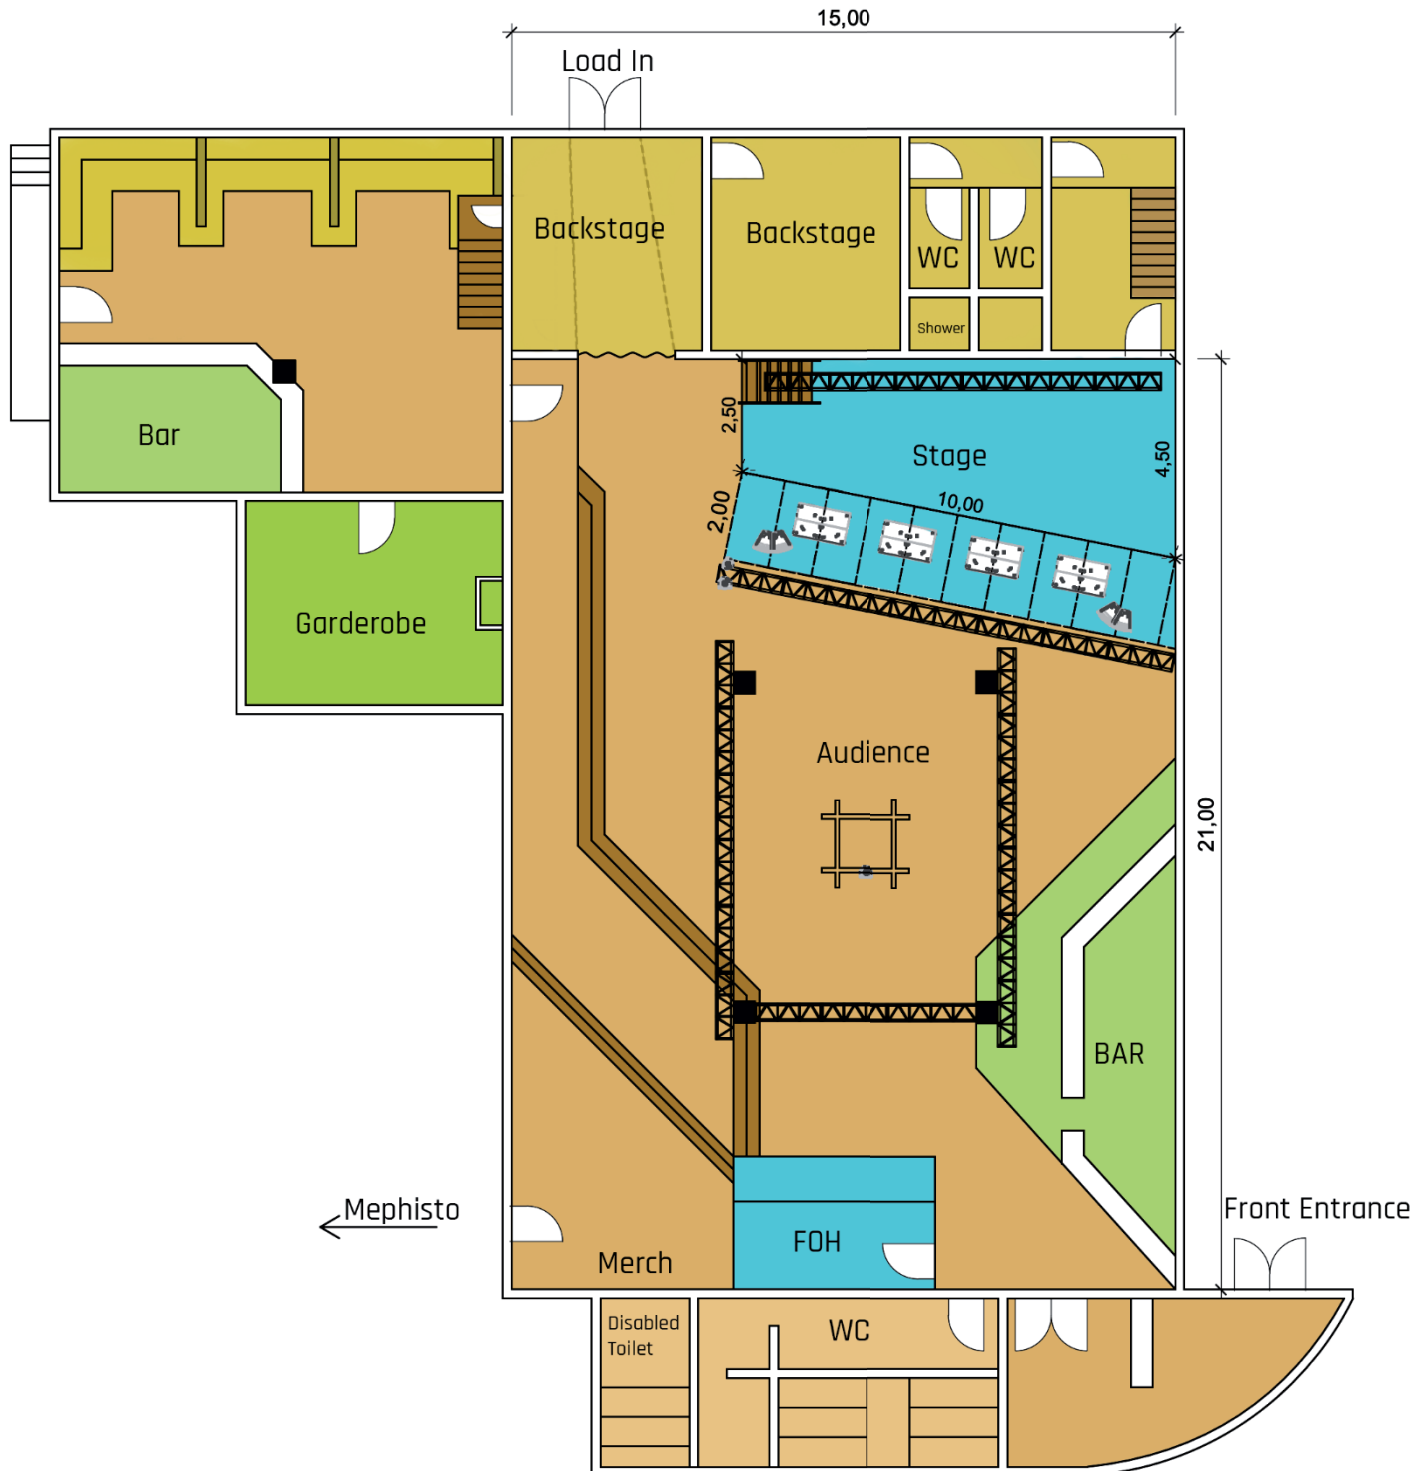 15,00
Load In
Backstage
Backstage
WC
WC
Shower
2,50
4,50
Bar
Stage
10,00
2,00
Garderobe
Audience
21,00
BAR
Mephisto
Front Entrance
FOH
Merch
Disabled
Toilet
WC